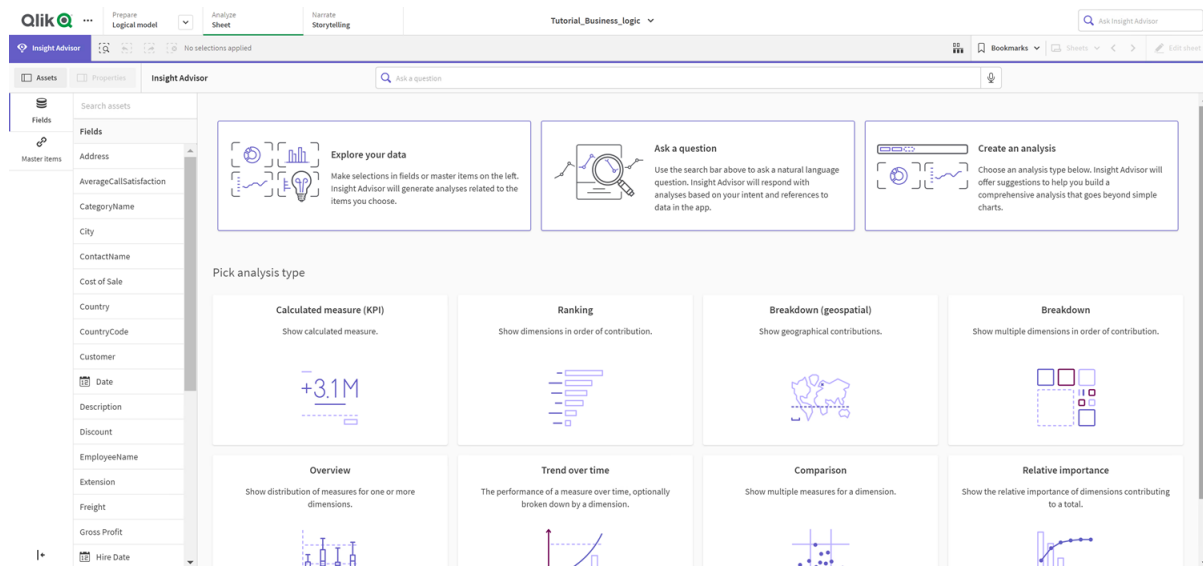 Qlik
Prepare
Logical model
Analyze
Sheet
Narrate
Storytelling
Tutorial_Business_logic
Ask Insight Advisor
Insight Advisor
No selections applied
Bookmarks
Sheets
Edit sheet
Assets
Properties
Insight Advisor
Ask a question
Fields
Master items
Search assets
Fields
Address
AverageCallSatisfaction
CategoryName
City
ContactName
Cost of Sale
Country
CountryCode
Customer
Date
Description
Discount
EmployeeName
Extension
Freight
Gross Profit
Hire Date
Explore your data
Make selections in fields or master items on the left.
Insight Advisor will generate analyses related to the
items you choose.
Ask a question
Use the search bar above to ask a natural language
question. Insight Advisor will respond with
analyses based on your intent and references to
data in the app.
Create an analysis
Choose an analysis type below. Insight Advisor will
offer suggestions to help you build a
comprehensive analysis that goes beyond simple
charts.
Pick analysis type
Calculated measure (KPI)
Show calculated measure.
+3.1M
Ranking
Show dimensions in order of contribution.
Breakdown (geospatial)
Show geographical contributions.
Breakdown
Show multiple dimensions in order of contribution.
Overview
Show distribution of measures for one or more
dimensions.
Trend over time
The performance of a measure over time, optionally
broken down by a dimension.
Comparison
Show multiple measures for a dimension.
Relative importance
Show the relative importance of dimensions contributing
to a total.